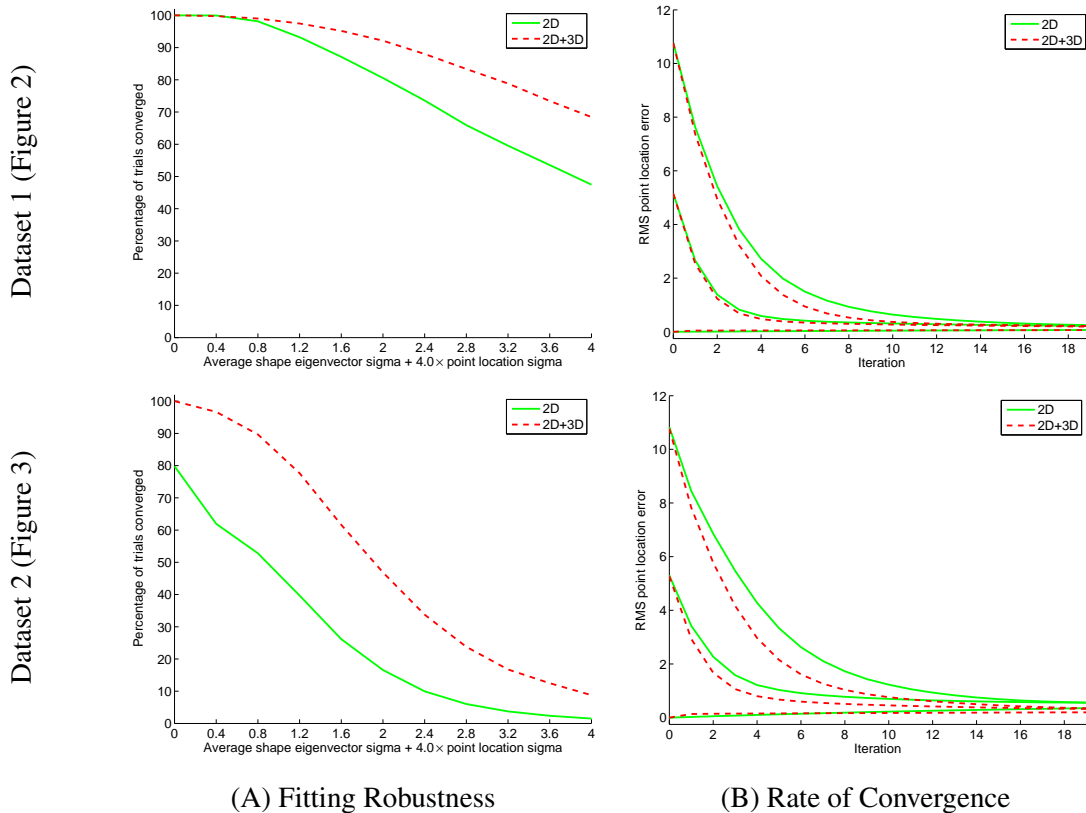 Dataset 1 (Figure 2)
Percentage of trials converged
100
90
80
70
60
50
40
30
20
10
0
0 0.4 0.8 1.2 1.6 2 2.4 2.8 3.2 3.6 4
Average shape eigenvector sigma + 4.0× point location sigma
2D
2D+3D
RMS point location error
12
10
8
6
4
2
0
0 2 4 6 8 10 12 14 16 18
Iteration
2D
2D+3D
Dataset 2 (Figure 3)
Percentage of trials converged
100
90
80
70
60
50
40
30
20
10
0
0 0.4 0.8 1.2 1.6 2 2.4 2.8 3.2 3.6 4
Average shape eigenvector sigma + 4.0× point location sigma
2D
2D+3D
RMS point location error
12
10
8
6
4
2
0
0 2 4 6 8 10 12 14 16 18
Iteration
2D
2D+3D
(A) Fitting Robustness
(B) Rate of Convergence